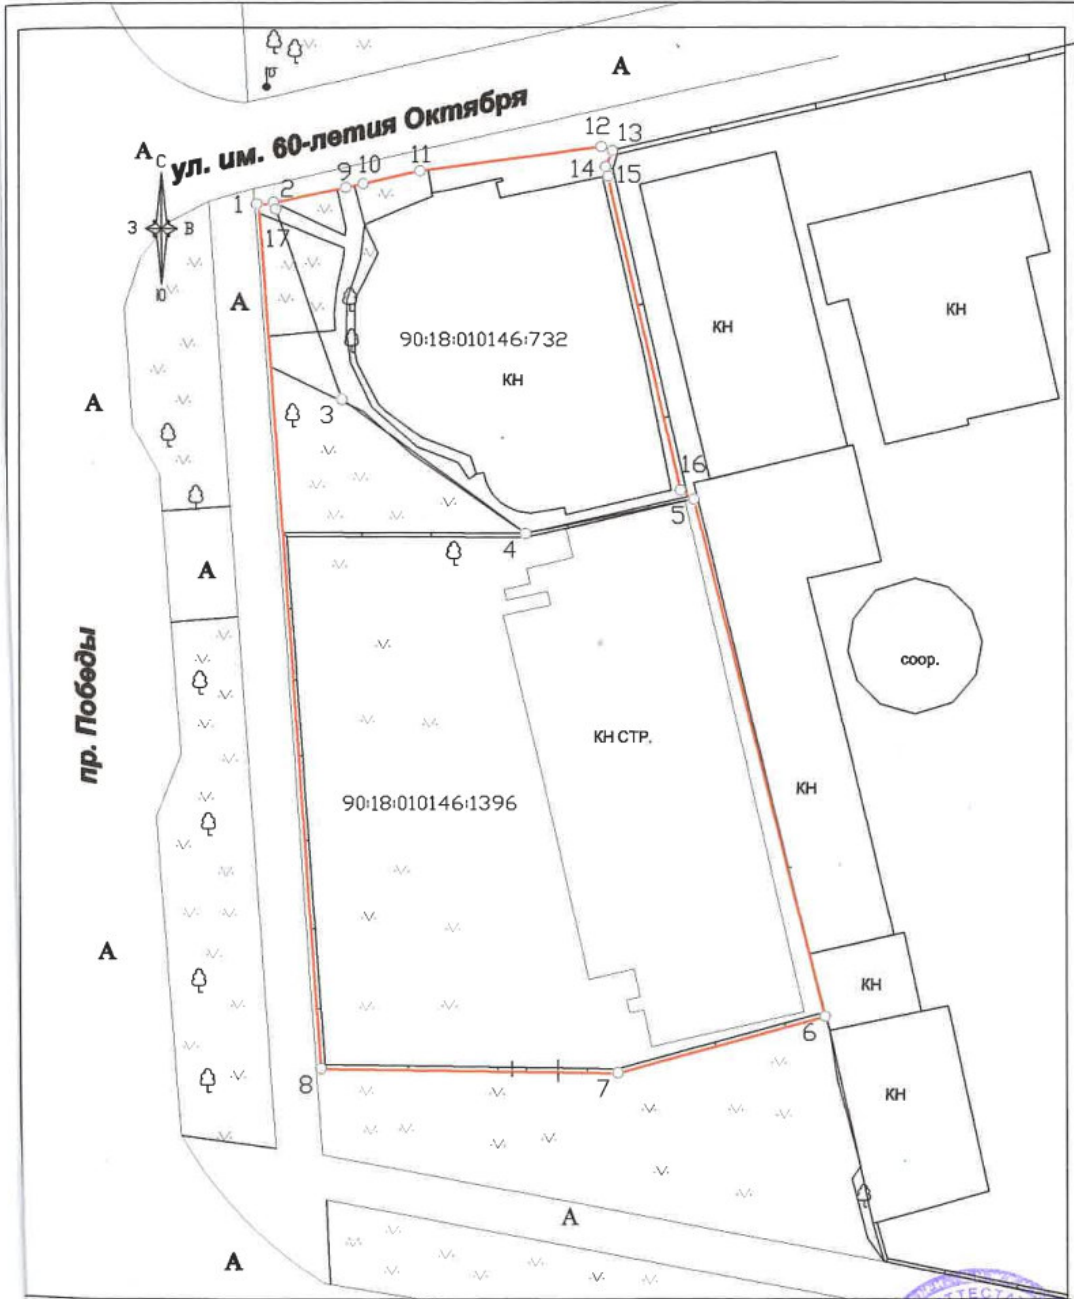 А
ул. им. 60-летия Октября
А
С
З
В
Ю
12
13
14
15
11
10
9
2
1
17
А
90:18:010146:732
КН
КН
КН
А
3
16
5
4
А
соор.
пр. Победы
КН СТР.
КН
90:18:010146:1396
А
КН
6
8
7
КН
А
А